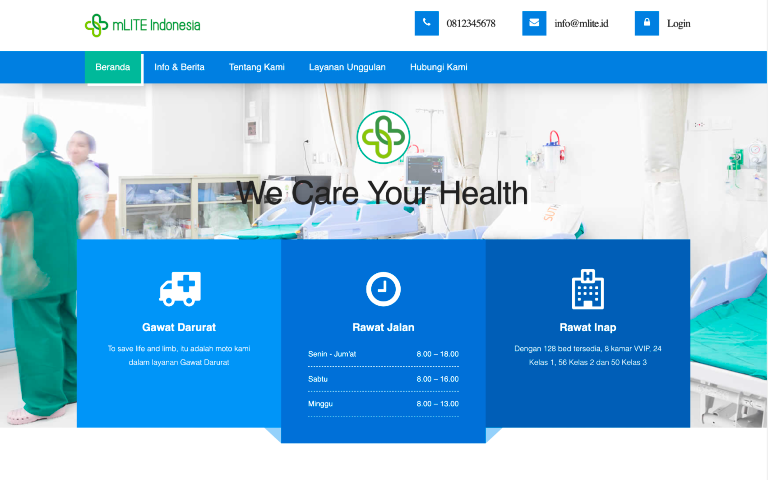 mLITE Indonesia
0812345678
info@mlite.id
Login
Beranda
Info & Berita
Tentang Kami
Layanan Unggulan
Hubungi Kami
We Care Your Health
Gawat Darurat
To save life and limb, itu adalah moto kami
dalam layanan Gawat Darurat
Rawat Jalan
Senin - Jum'at 8.00 – 18.00
Sabtu 8.00 – 16.00
Minggu 8.00 – 13.00
H
Rawat Inap
Dengan 128 bed tersedia, 8 kamar VVIP, 24
Kelas 1, 56 Kelas 2 dan 50 Kelas 3